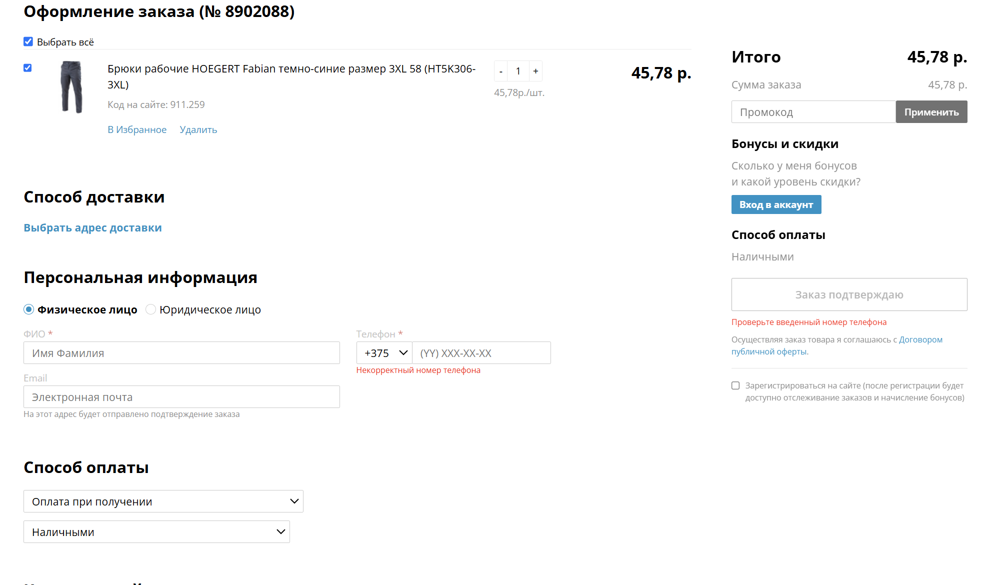 Оформление заказа (№ 8902088)
Выбрать всё
Брюки рабочие HOEGERT Fabian темно-синие размер 3XL 58 (HT5K306-
3XL)
Код на сайте: 911.259
В Избранное Удалить
- 1 +
45,78р./шт.
45,78 р.
Способ доставки
Выбрать адрес доставки
Персональная информация
Физическое лицо Юридическое лицо
ФИО *
Имя Фамилия
Телефон *
+375 (YY) XXX-XX-XX
Некорректный номер телефона
Email
Электронная почта
На этот адрес будет отправлено подтверждение заказа
Способ оплаты
Оплата при получении
Наличными
Итого 45,78 р.
Сумма заказа 45,78 р.
Промокод Применить
Бонусы и скидки
Сколько у меня бонусов
и какой уровень скидки?
Вход в аккаунт
Способ оплаты
Наличными
Заказ подтверждаю
Проверьте введенный номер телефона
Осуществляя заказ товара я соглашаюсь с Договором
публичной оферты.
Зарегистрироваться на сайте (после регистрации будет
доступно отслеживание заказов и начисление бонусов)